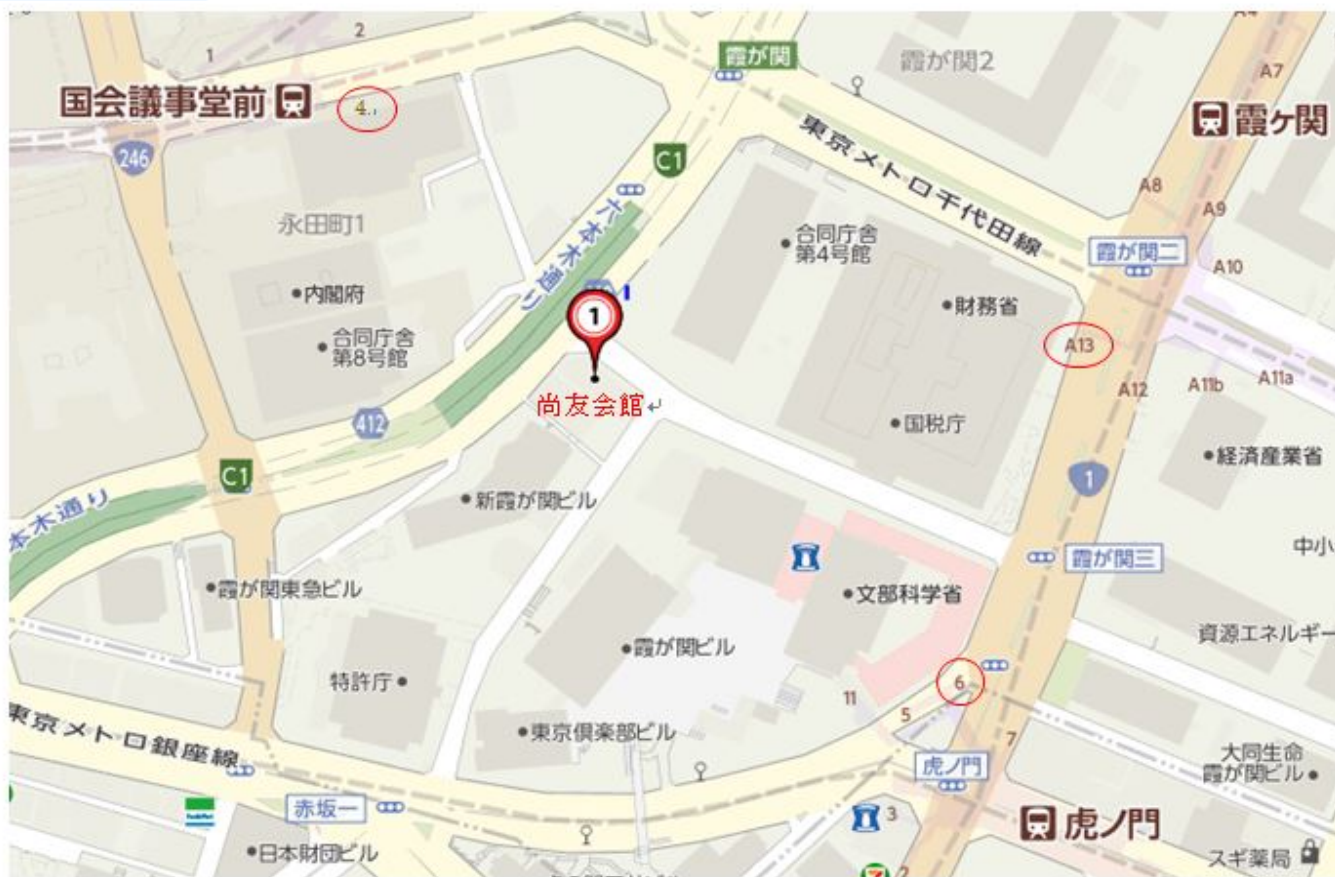 2
1
霞が関
霞が関2
A7
国会議事堂前
4
霞ケ関
246
C1
東京メトロ千代田線
A8
A9
永田町1
六本木通り
合同庁舎
第4号館
霞が関二
A10
内閣府
財務省
1
合同庁舎
第8号館
A13
A12
A11b
A11a
尚友会館
412
国税庁
経済産業省
C1
1
新霞が関ビル
本木通り
中小
霞が関三
霞が関東急ビル
文部科学省
資源エネルギー
霞が関ビル
特許庁
6
11
5
東京メトロ銀座線
東京倶楽部ビル
7
大同生命
霞が関ビル
虎ノ門
赤坂一
3
虎ノ門
日本財団ビル
スギ薬局
2